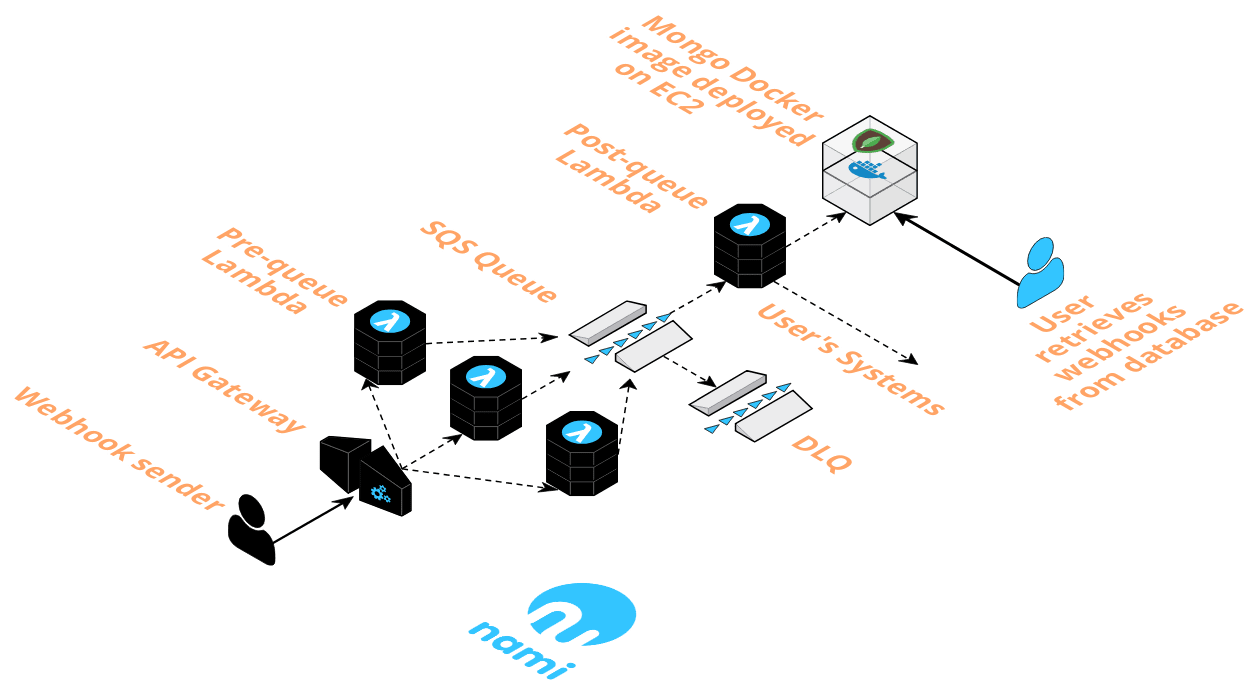 Mongo Docker
image deployed
on EC2
Post-queue
Lambda
SQS Queue
Pre-queue
Lambda
API Gateway
Webhook sender
User's Systems
DLQ
User
retrieves
webhooks
from database
nami